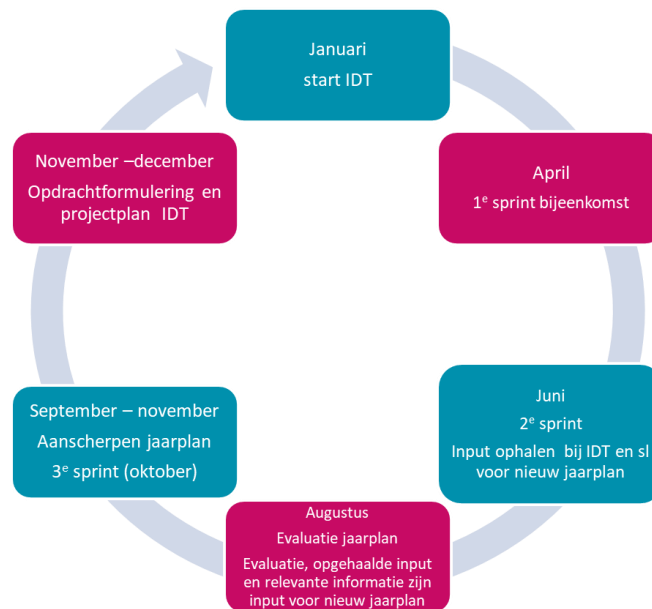 Januari
start IDT
April
1e sprint bijeenkomst
Juni
2e sprint
Input ophalen bij IDT en sl
voor nieuw jaarplan
Augustus
Evaluatie jaarplan
Evaluatie, opgehaalde input
en relevante informatie zijn
input voor nieuw jaarplan
September – november
Aanscherpen jaarplan
3e sprint (oktober)
November –december
Opdrachtformulering en
projectplan IDT